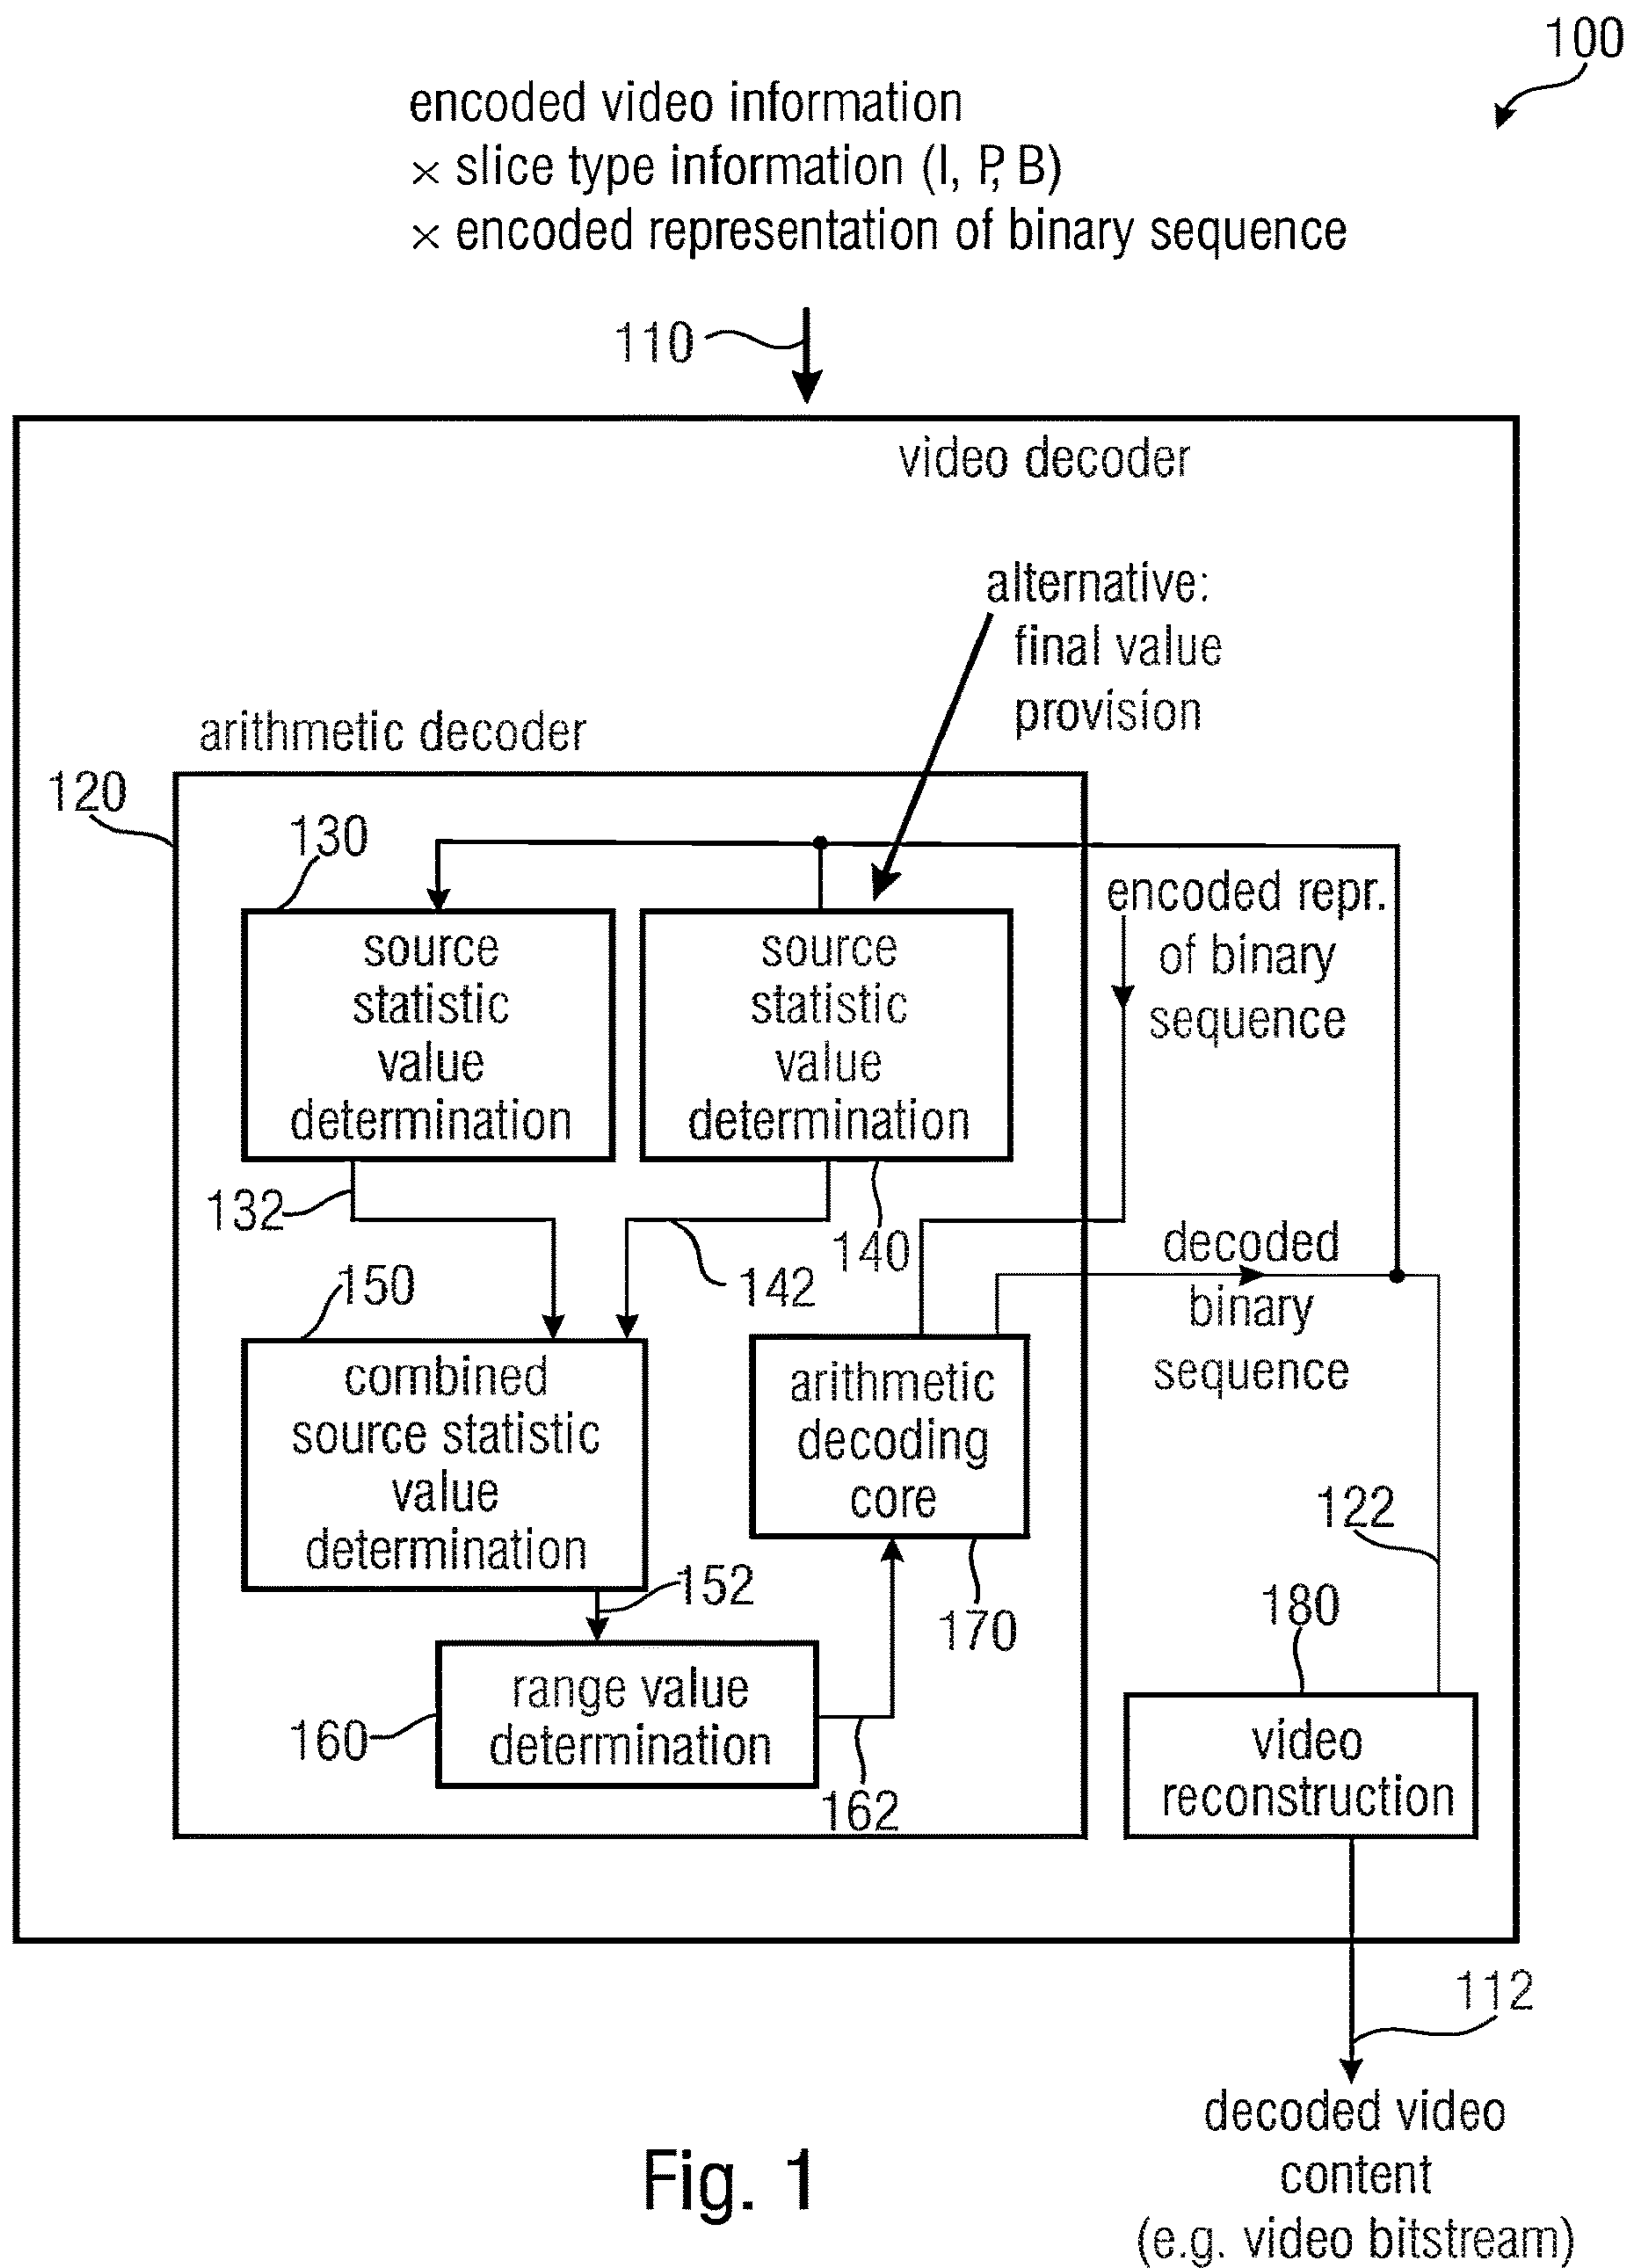 100
encoded video information
× slice type information (I, P, B)
× encoded representation of binary sequence
110
video decoder
alternative:
final value
provision
arithmetic decoder
120
130
source
statistic
value
determination
source
statistic
value
determination
encoded repr.
of binary
sequence
132
142
140
decoded
binary
sequence
150
combined
source statistic
value
determination
arithmetic
decoding
core
152
170
122
180
160
range value
determination
162
video
reconstruction
112
decoded video
content
(e.g. video bitstream)
Fig. 1